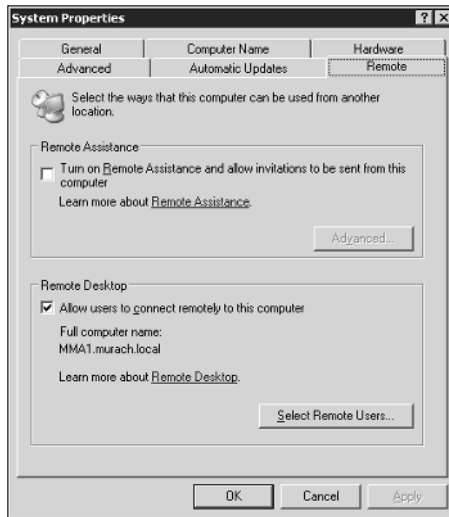 System Properties
General
Computer Name
Hardware
Advanced
Automatic Updates
Remote
Select the ways that this computer can be used from another
location.
Remote Assistance
Turn on Remote Assistance and allow invitations to be sent from this
computer
Learn more about Remote Assistance.
Advanced...
Remote Desktop
Allow users to connect remotely to this computer
Full computer name:
MMA1.murach.local
Learn more about Remote Desktop.
Select Remote Users...
OK
Cancel
Apply